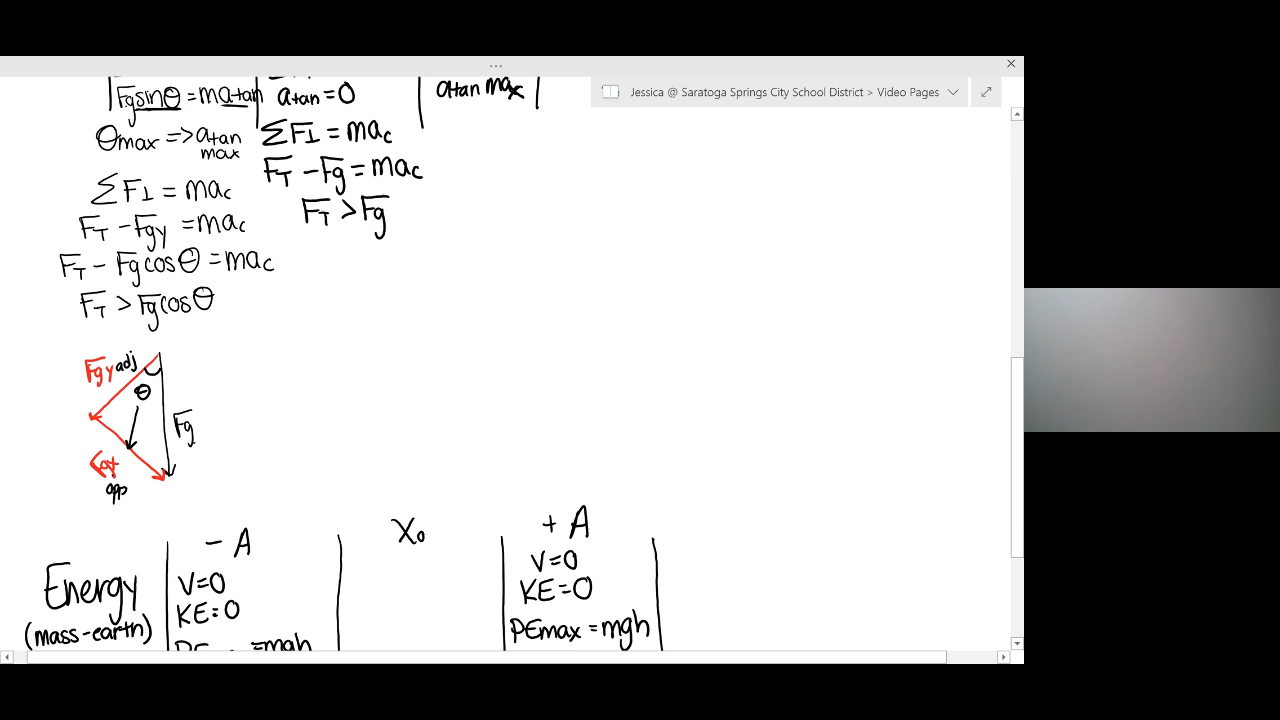 Jessica @ Saratoga Springs City School District > Video Pages
Fgsinθ = matan
θmax => atan max
ΣF⊥ = mac
FT - Fgy = mac
FT - Fgcosθ = mac
FT > Fgcosθ
atan = 0
ΣF⊥ = mac
FT - Fg = mac
FT > Fg
atan max
Fgy adj
θ
Fg
Fgx
opp
- A
X₀
+ A
Energy
(mass-earth)
V=0
KE=0
=mgh
V=0
KE=0
PEmax = mgh